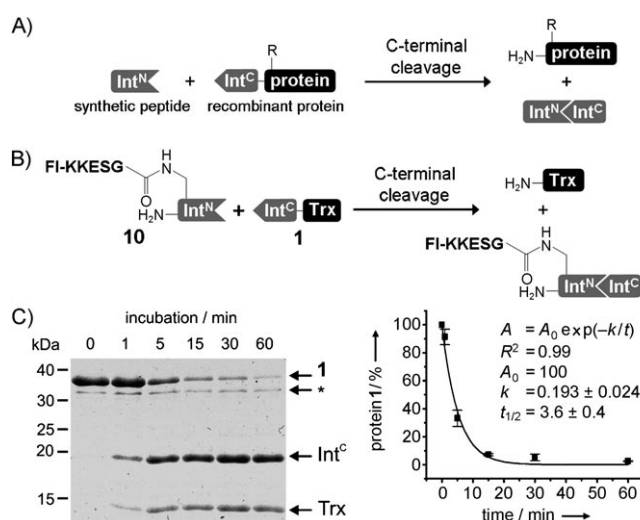 A)
Int^N + Int^C protein
R
synthetic peptide recombinant protein
C-terminal
cleavage
R
H₂N protein
+
Int^N Int^C
B)
FI-KKESG
H
N
O
H₂N Int^N + Int^C Trx
10 1
C-terminal
cleavage
H₂N Trx
+
FI-KKESG
H
N
O
H₂N Int^N Int^C
C)
incubation / min
kDa 0 1 5 15 30 60
40
30
20
15
1
*
Int^C
Trx
protein 1 / %
100
80
60
40
20
0
A = A₀ exp(−k/t)
R² = 0.99
A₀ = 100
k = 0.193 ± 0.024
t₁/₂ = 3.6 ± 0.4
0 10 20 30 40 50 60
time / min